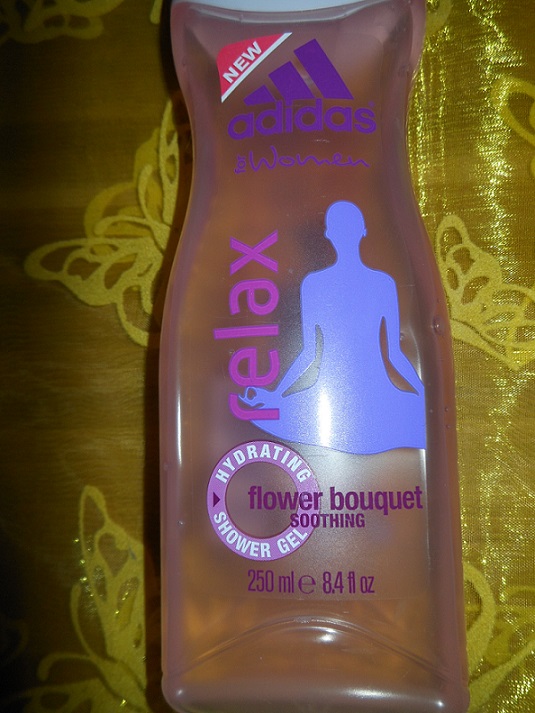 NEW
adidas
for Women
relax
HYDRATING
SHOWER GEL
flower bouquet
SOOTHING
250 ml e 8.4 fl oz